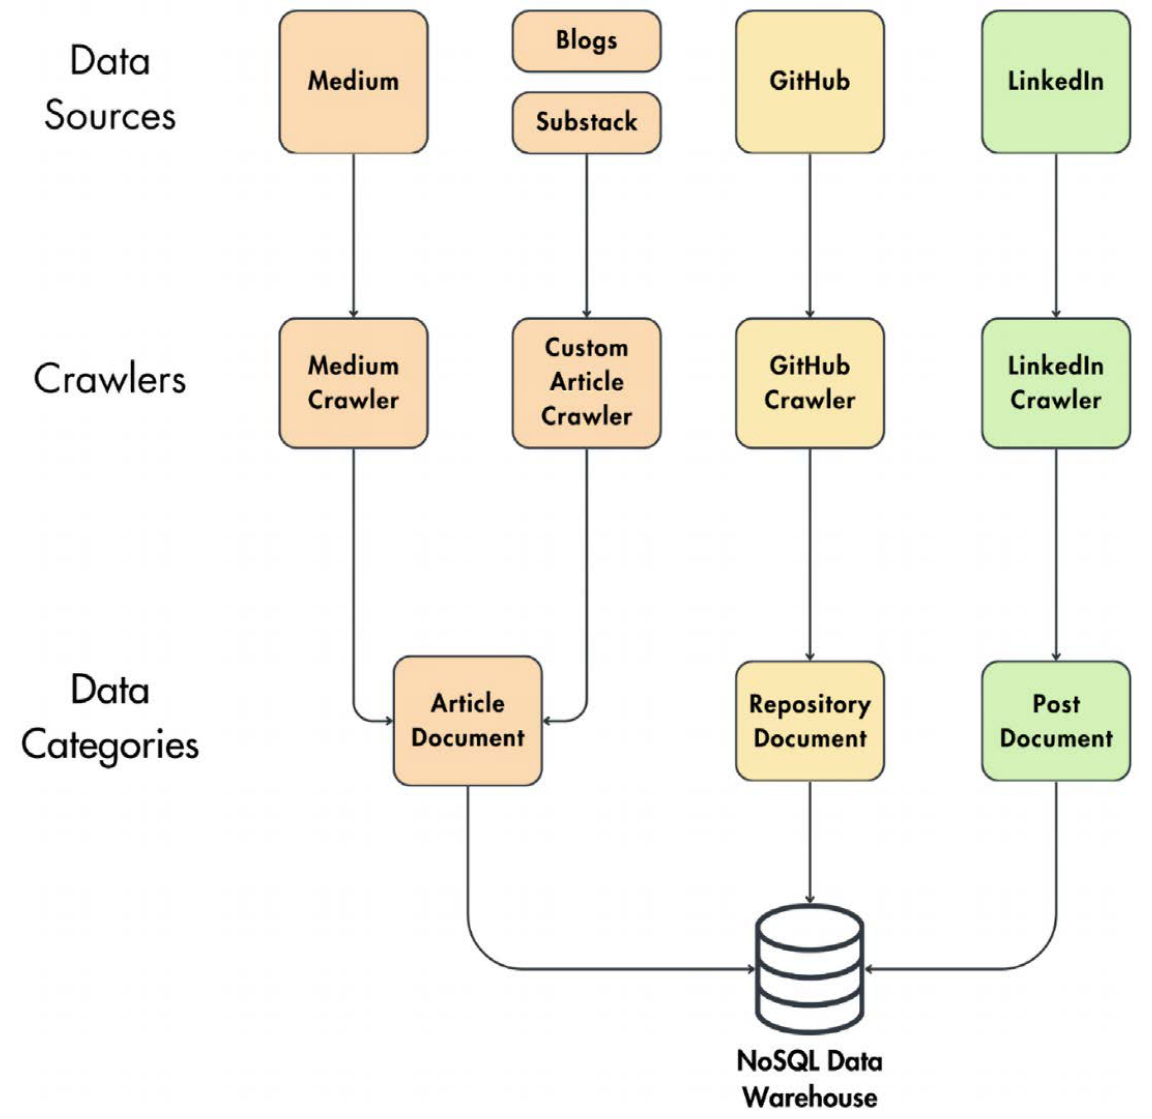 Data
Sources
Medium
Blogs
Substack
GitHub
LinkedIn
Crawlers
Medium
Crawler
Custom
Article
Crawler
GitHub
Crawler
LinkedIn
Crawler
Data
Categories
Article
Document
Repository
Document
Post
Document
NoSQL Data
Warehouse